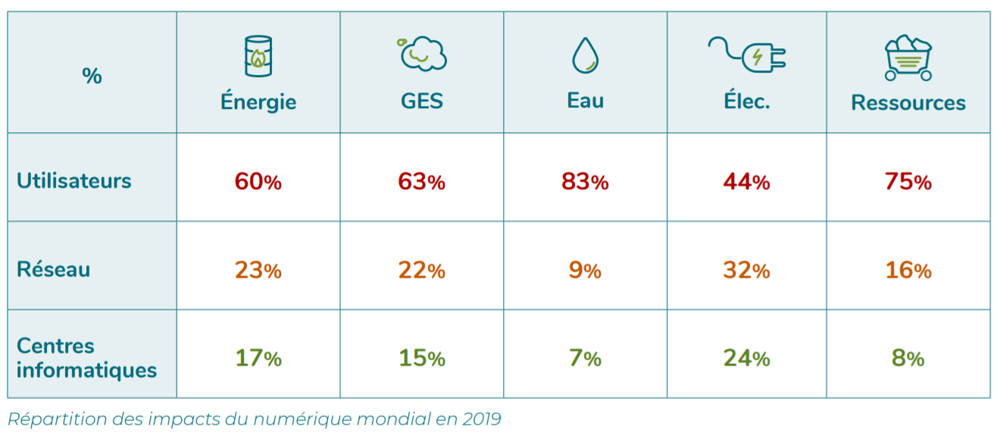 % Énergie GES Eau Élec. Ressources
Utilisateurs 60% 63% 83% 44% 75%
Réseau 23% 22% 9% 32% 16%
Centres
informatiques 17% 15% 7% 24% 8%
Répartition des impacts du numérique mondial en 2019